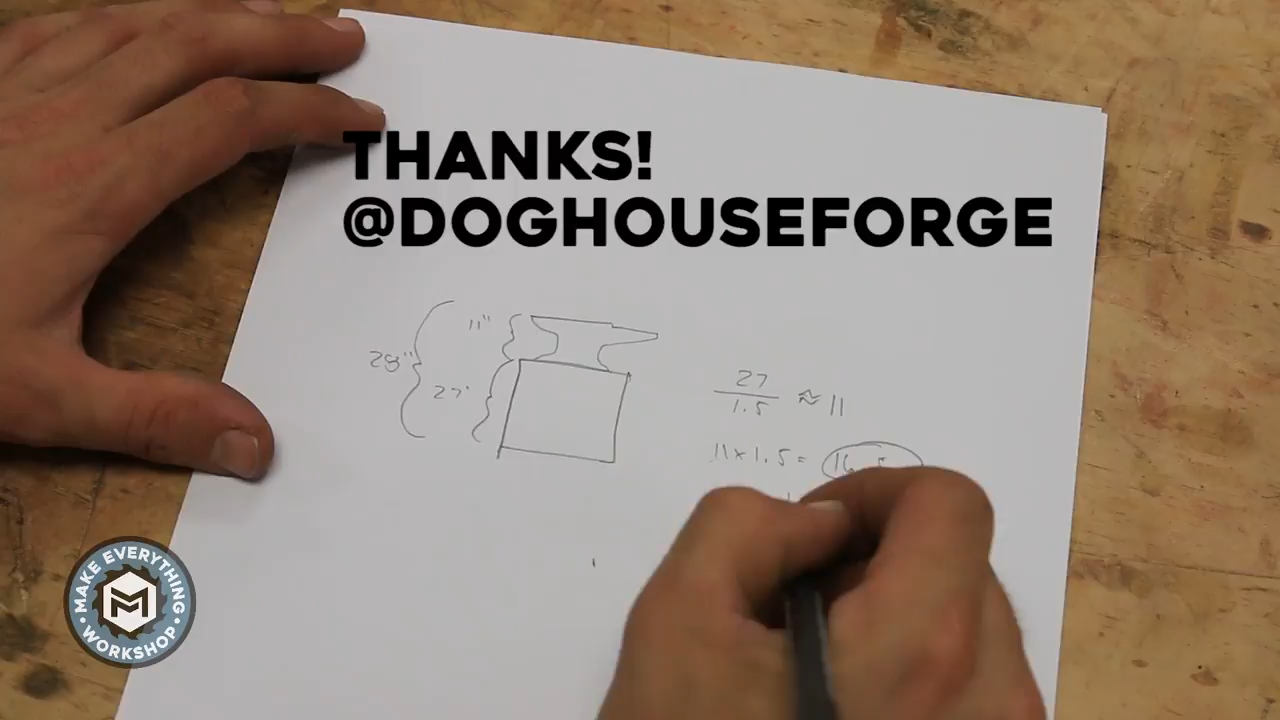 THANKS!
@DOGHOUSEFORGE
11"
28"
27"
27
1.5
≈ 11
11 x 1.5 =
MAKE EVERYTHING
WORKSHOP